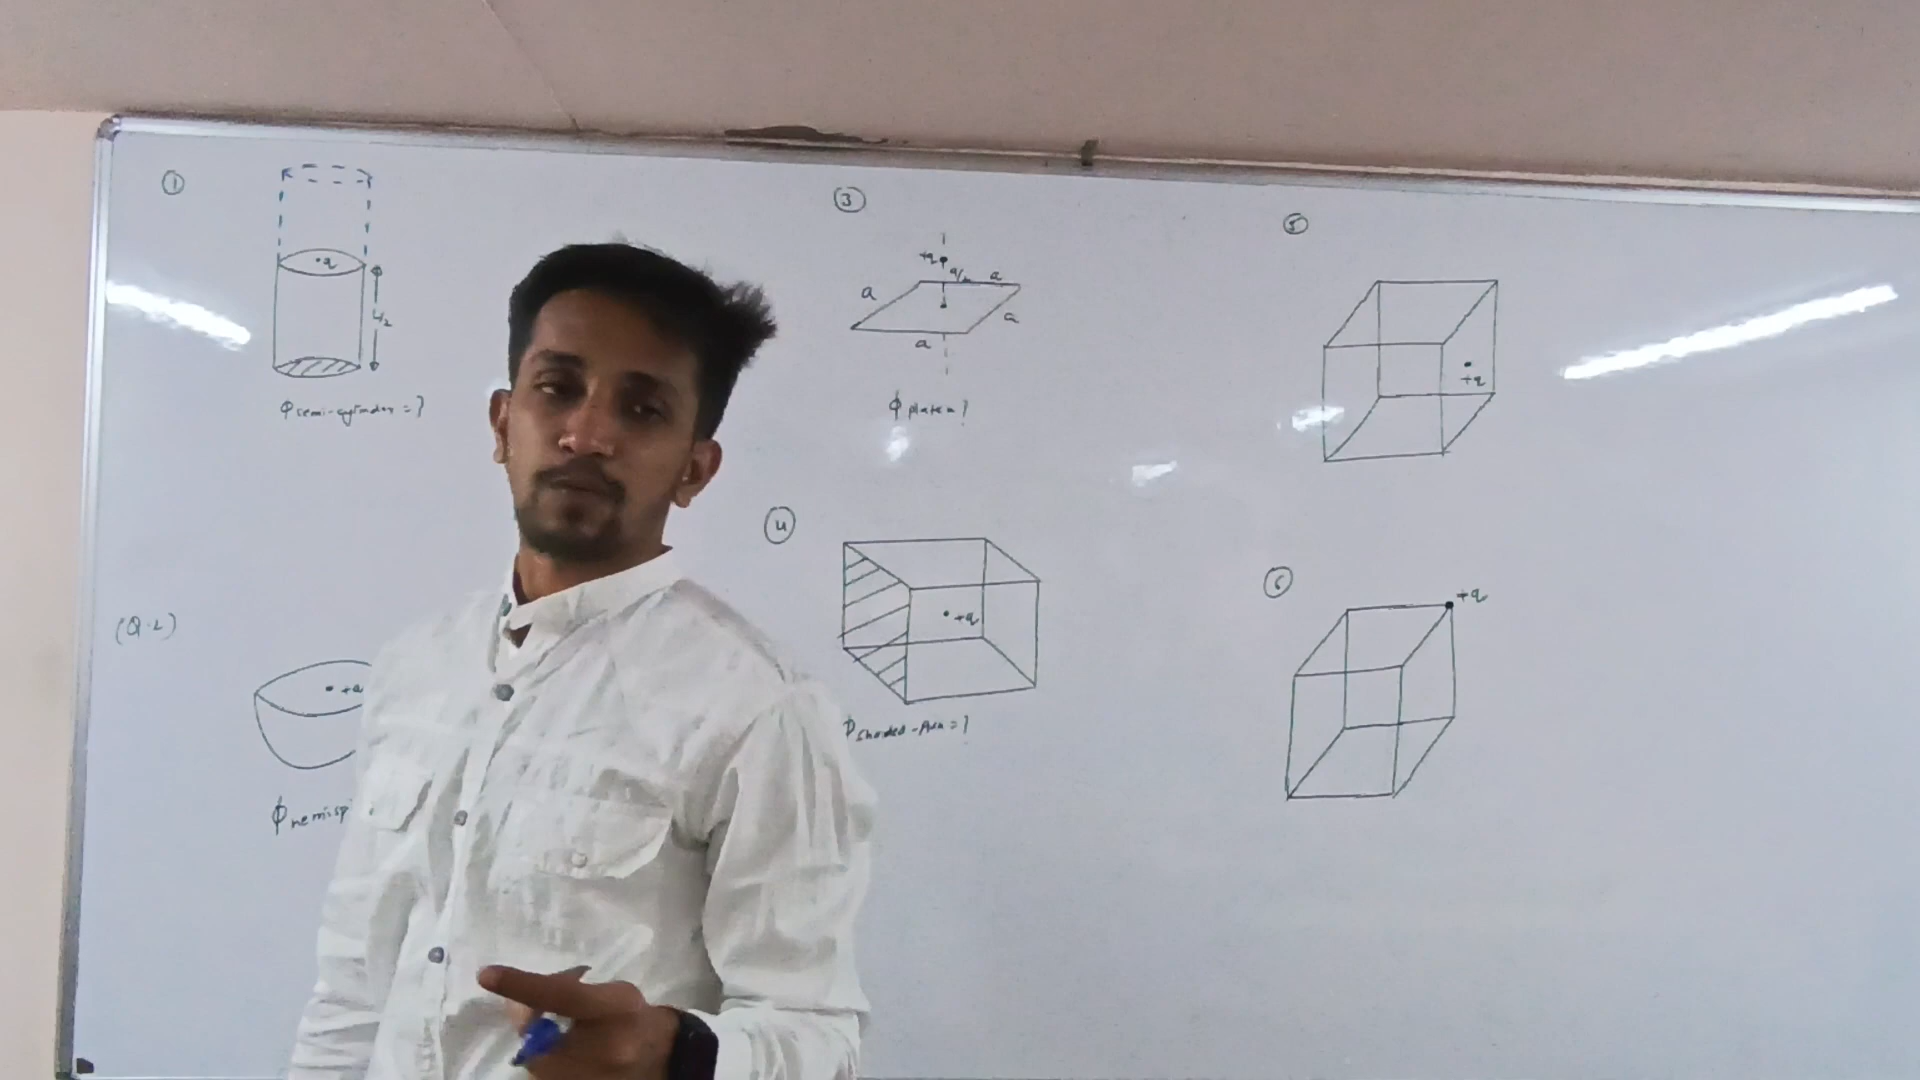 ①
.q
L/2
Φsemi-cylinder = ?
(Q.2)
+q
③
+q
a/2
a
a
a
a
Φplate = ?
④
+q
Φshaded-Area = ?
⑤
+q
⑥
+q